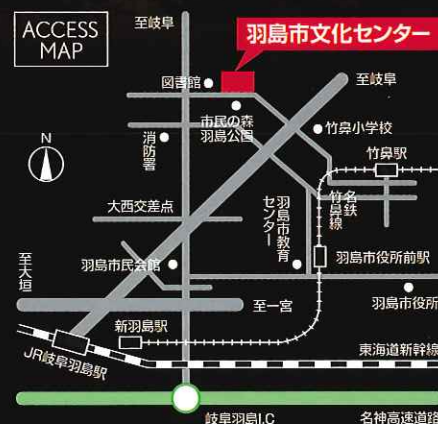 ACCESS
MAP
至岐阜
羽島市文化センター
図書館
至岐阜
N
消防署
市民の森
羽島公園
竹鼻小学校
竹鼻駅
大西交差点
羽島市教育
センター
名鉄
竹鼻線
至大垣
羽島市民会館
羽島市役所前駅
羽島市役所
至一宮
新羽島駅
JR岐阜羽島駅
東海道新幹線
岐阜羽島I.C
名神高速道路